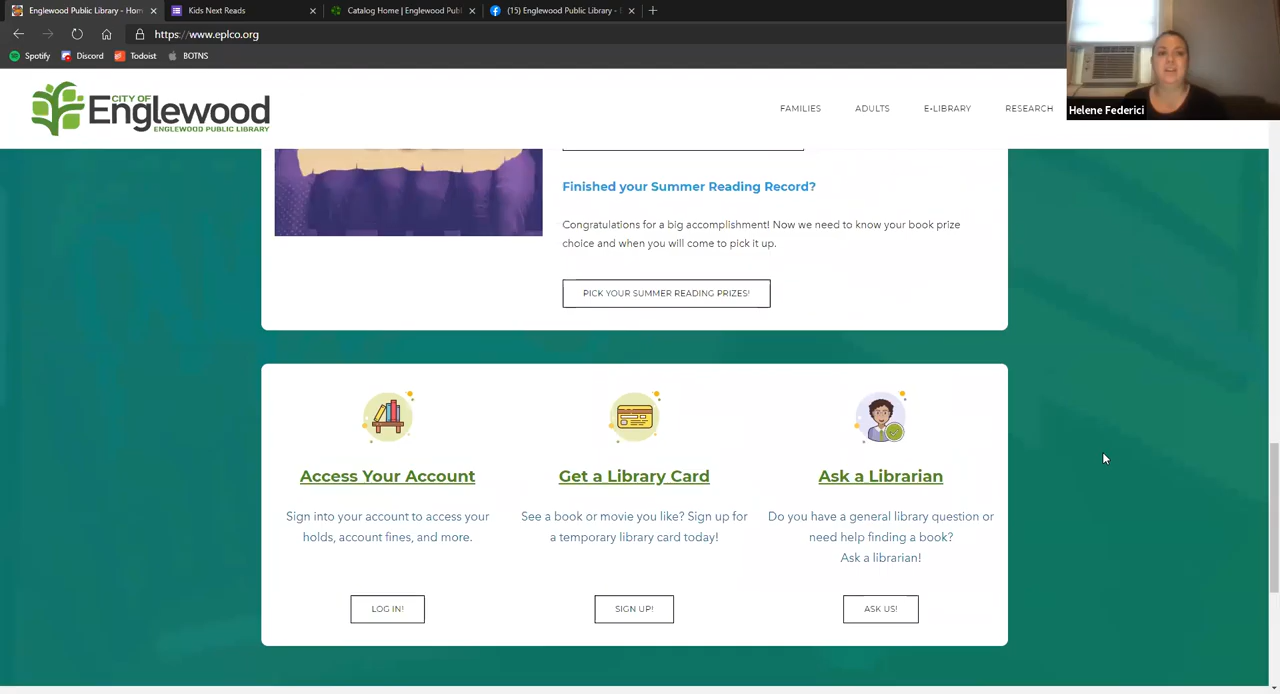 Englewood Public Library - Hom
Kids Next Reads
Catalog Home | Englewood Publ
(15) Englewood Public Library -
https://www.eplco.org
Spotify
Discord
Todoist
BOTNS
CITY OF
Englewood
ENGLEWOOD PUBLIC LIBRARY
FAMILIES
ADULTS
E-LIBRARY
RESEARCH
Helene Federici
Finished your Summer Reading Record?
Congratulations for a big accomplishment! Now we need to know your book prize
choice and when you will come to pick it up.
PICK YOUR SUMMER READING PRIZES!
Access Your Account
Sign into your account to access your
holds, account fines, and more.
LOG IN!
Get a Library Card
See a book or movie you like? Sign up for
a temporary library card today!
SIGN UP!
Ask a Librarian
Do you have a general library question or
need help finding a book?
Ask a librarian!
ASK US!